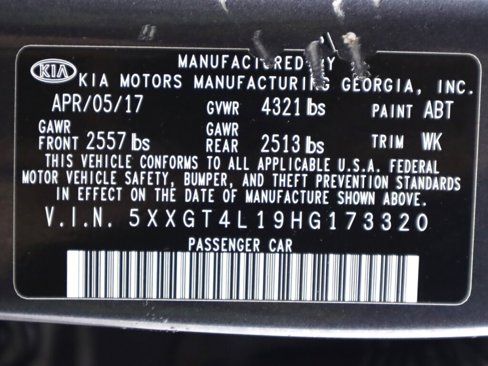 MANUFACTURED BY
KIA KIA MOTORS MANUFACTURING GEORGIA, INC.
APR/05/17 GVWR 4321 lbs PAINT ABT
GAWR FRONT 2557 lbs GAWR REAR 2513 lbs TRIM WK
THIS VEHICLE CONFORMS TO ALL APPLICABLE U.S.A. FEDERAL
MOTOR VEHICLE SAFETY, BUMPER, AND THEFT PREVENTION STANDARDS
IN EFFECT ON THE DATE OF MANUFACTURE SHOWN ABOVE.
V.I.N. 5XXGT4L19HG173320
PASSENGER CAR